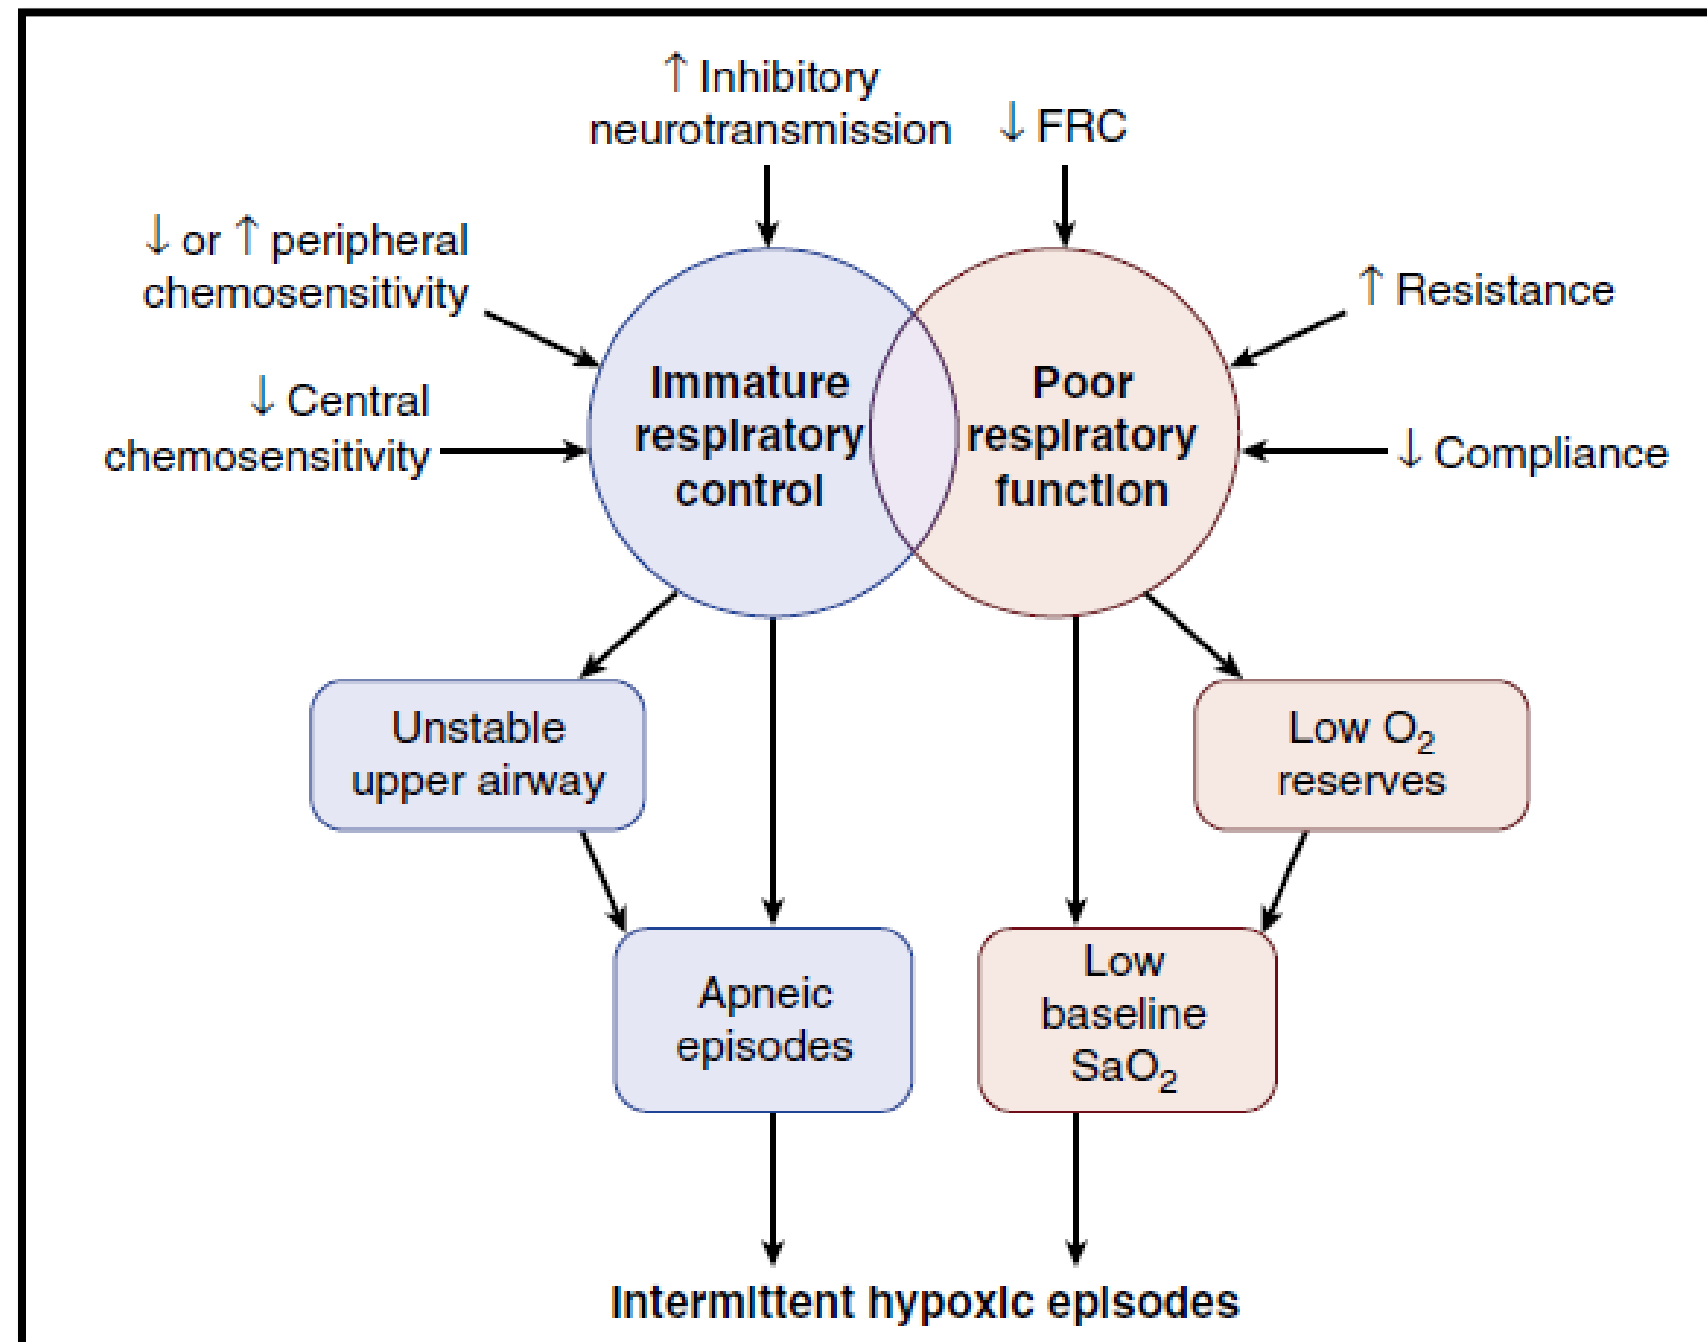 ↑ Inhibitory
neurotransmission
↓ FRC
↓ or ↑ peripheral
chemosensitivity
↑ Resistance
↓ Central
chemosensitivity
↓ Compliance
Immature
respiratory
control
Poor
respiratory
function
Unstable
upper airway
Low O₂
reserves
Apneic
episodes
Low
baseline
SaO₂
Intermittent hypoxic episodes